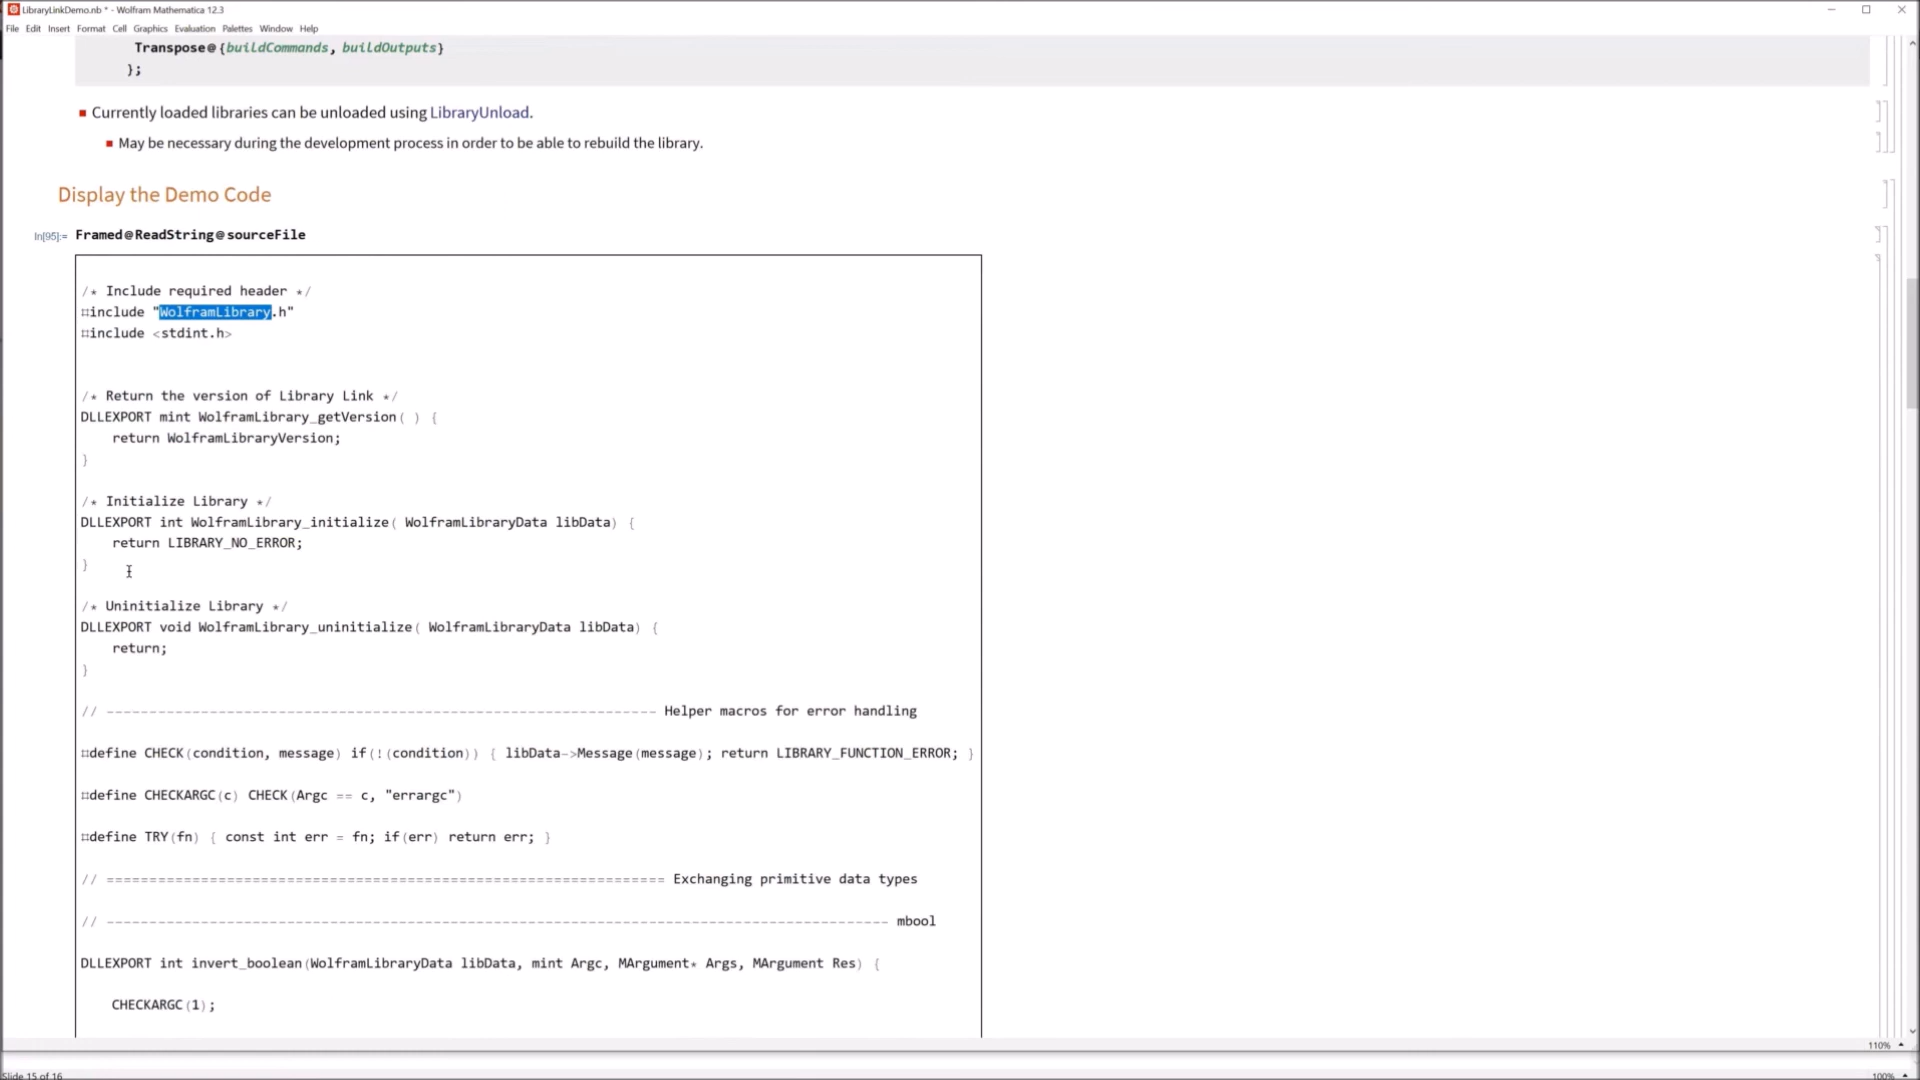 LibraryLinkDemo.nb * - Wolfram Mathematica 12.3
File Edit Insert Format Cell Graphics Evaluation Palettes Window Help
Transpose@{buildCommands, buildOutputs}
};
Currently loaded libraries can be unloaded using LibraryUnload.
May be necessary during the development process in order to be able to rebuild the library.
Display the Demo Code
In[95]:= Framed@ReadString@sourceFile
/* Include required header */
#include "WolframLibrary.h"
#include <stdint.h>
/* Return the version of Library Link */
DLLEXPORT mint WolframLibrary_getVersion( ) {
return WolframLibraryVersion;
}
/* Initialize Library */
DLLEXPORT int WolframLibrary_initialize( WolframLibraryData libData) {
return LIBRARY_NO_ERROR;
}
/* Uninitialize Library */
DLLEXPORT void WolframLibrary_uninitialize( WolframLibraryData libData) {
return;
}
// ---------------------------------------------------------------------- Helper macros for error handling
#define CHECK(condition, message) if(!(condition)) { libData->Message(message); return LIBRARY_FUNCTION_ERROR; }
#define CHECKARGC(c) CHECK(Argc == c, "errargc")
#define TRY(fn) { const int err = fn; if(err) return err; }
// ====================================================================== Exchanging primitive data types
// --------------------------------------------------------------------------------------------------- mbool
DLLEXPORT int invert_boolean(WolframLibraryData libData, mint Argc, MArgument* Args, MArgument Res) {
CHECKARGC(1);
110%
Slide 15 of 16
100%